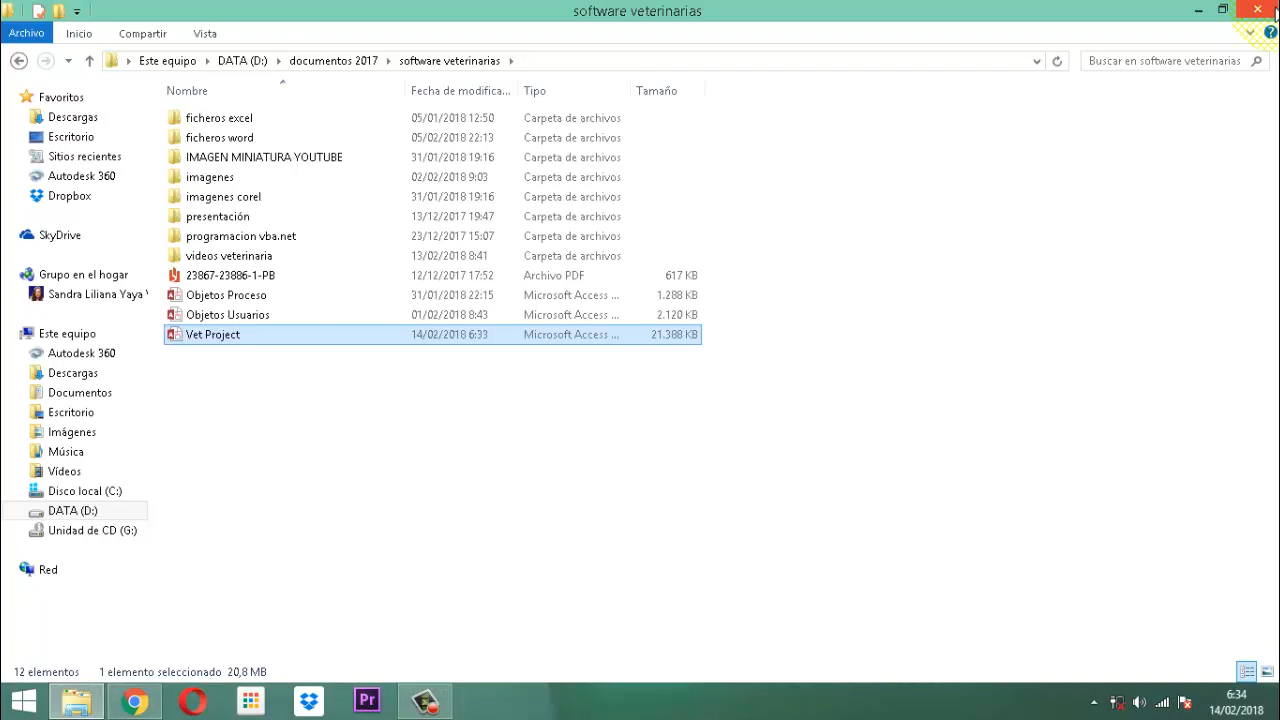 software veterinarias
Archivo Inicio Compartir Vista
Este equipo DATA (D:) documentos 2017 software veterinarias Buscar en software veterinarias
Nombre Fecha de modifica... Tipo Tamaño
Favoritos
Descargas
Escritorio
Sitios recientes
Autodesk 360
Dropbox
SkyDrive
Grupo en el hogar
Sandra Liliana Yaya
Este equipo
Autodesk 360
Descargas
Documentos
Escritorio
Imágenes
Música
Vídeos
Disco local (C:)
DATA (D:)
Unidad de CD (G:)
Red
ficheros excel 05/01/2018 12:50 Carpeta de archivos
ficheros word 05/02/2018 22:13 Carpeta de archivos
IMAGEN MINIATURA YOUTUBE 31/01/2018 19:16 Carpeta de archivos
imagenes 02/02/2018 9:03 Carpeta de archivos
imagenes corel 31/01/2018 19:16 Carpeta de archivos
presentación 13/12/2017 19:47 Carpeta de archivos
programacion vba.net 23/12/2017 15:07 Carpeta de archivos
videos veterinaria 13/02/2018 8:41 Carpeta de archivos
23867-23886-1-PB 12/12/2017 17:52 Archivo PDF 617 KB
Objetos Proceso 31/01/2018 22:15 Microsoft Access ... 1.288 KB
Objetos Usuarios 01/02/2018 8:43 Microsoft Access ... 2.120 KB
Vet Project 14/02/2018 6:33 Microsoft Access ... 21.388 KB
12 elementos 1 elemento seleccionado 20,8 MB
Pr
6:34
14/02/2018